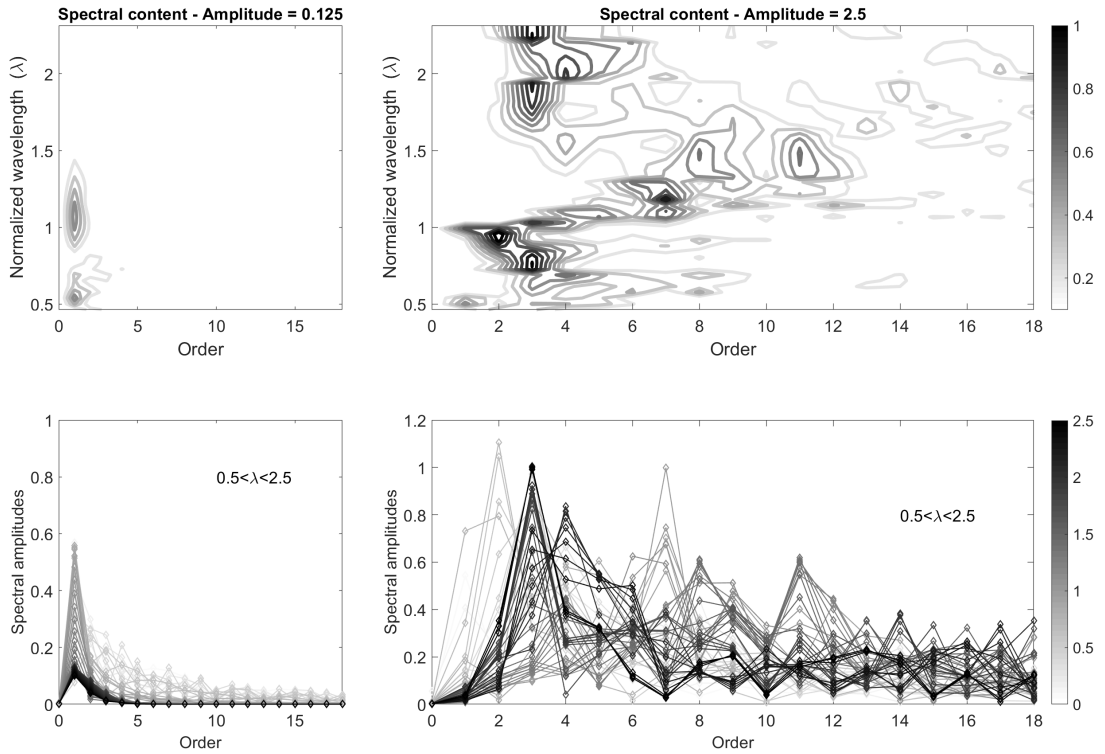 Spectral content - Amplitude = 0.125
Spectral content - Amplitude = 2.5
Normalized wavelength (λ)
2
1.5
1
0.5
0 5 10 15
Order
Normalized wavelength (λ)
2
1.5
1
0.5
0 2 4 6 8 10 12 14 16 18
Order
1
0.8
0.6
0.4
0.2
Spectral amplitudes
1
0.8
0.6
0.4
0.2
0
0.5<λ<2.5
0 5 10 15
Order
Spectral amplitudes
1.2
1
0.8
0.6
0.4
0.2
0
0.5<λ<2.5
0 2 4 6 8 10 12 14 16 18
Order
2.5
2
1.5
1
0.5
0